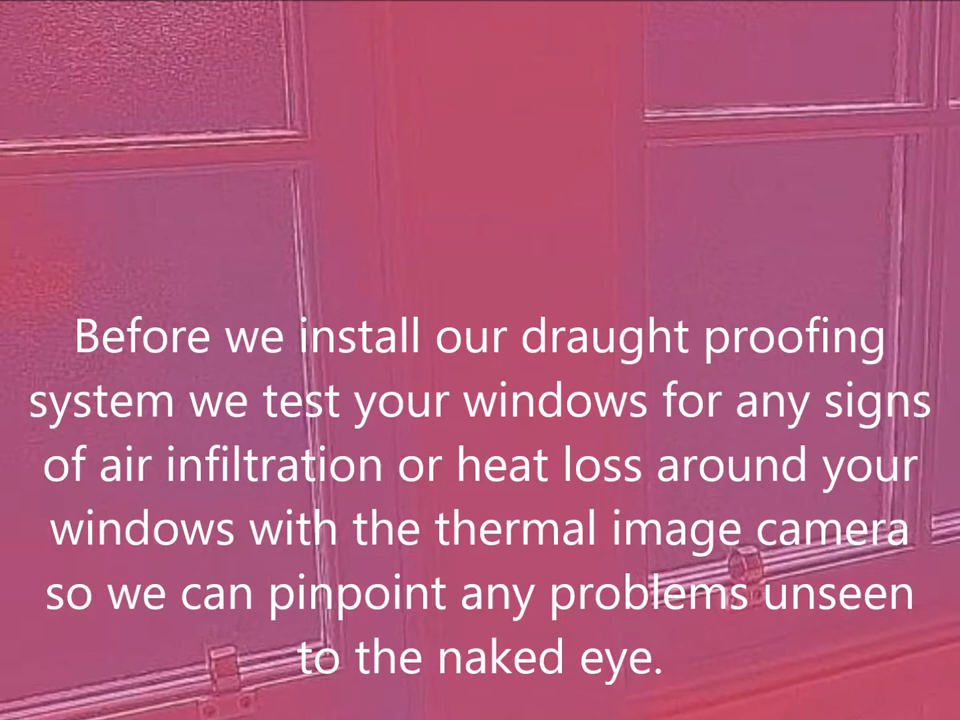 Before we install our draught proofing
system we test your windows for any signs
of air infiltration or heat loss around your
windows with the thermal image camera
so we can pinpoint any problems unseen
to the naked eye.